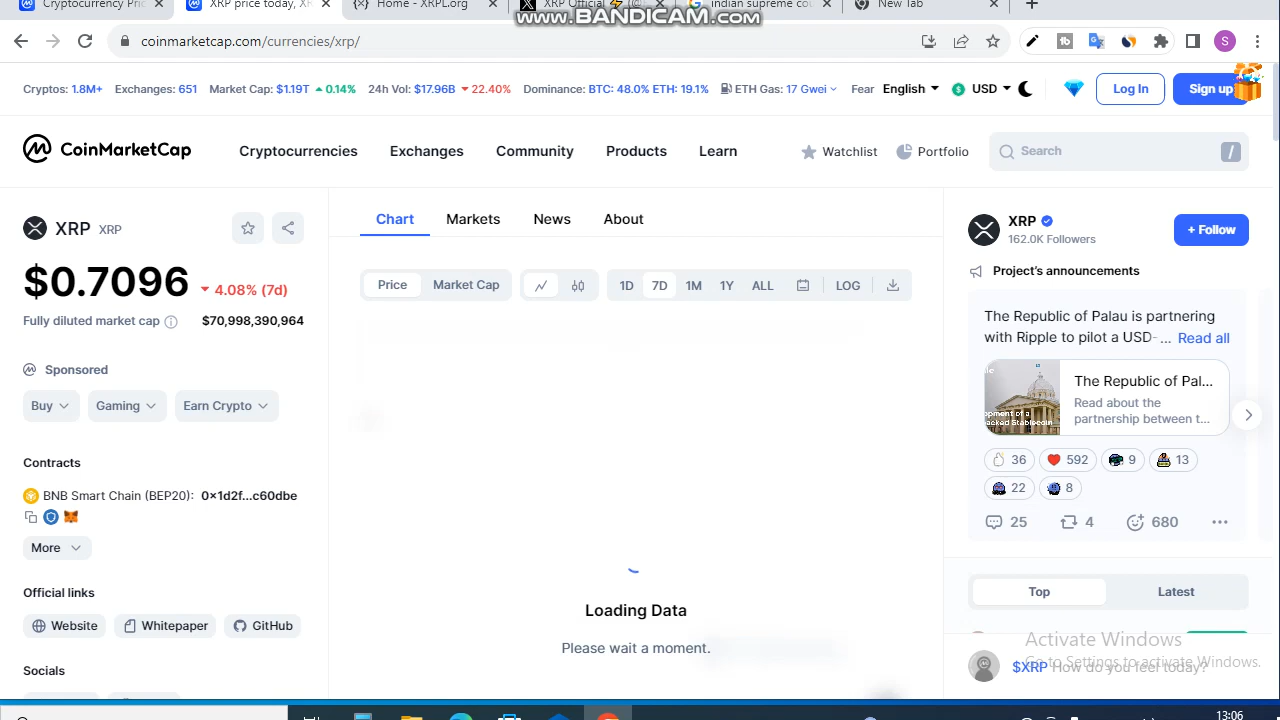 Cryptocurrency Pric
XRP price today, X
Home - XRPL.org
XRP Official
indian supreme cou
New Tab
www.BANDICAM.com
coinmarketcap.com/currencies/xrp/
S
Cryptos: 1.8M+ Exchanges: 651 Market Cap: $1.19T 0.14% 24h Vol: $17.96B 22.40% Dominance: BTC: 48.0% ETH: 19.1% ETH Gas: 17 Gwei Fear English USD Log In Sign up
CoinMarketCap Cryptocurrencies Exchanges Community Products Learn Watchlist Portfolio Search /
XRP XRP
$0.7096 4.08% (7d)
Fully diluted market cap $70,998,390,964
Sponsored
Buy Gaming Earn Crypto
Contracts
BNB Smart Chain (BEP20): 0x1d2f...c60dbe
More
Official links
Website Whitepaper GitHub
Socials
Chart Markets News About
Price Market Cap 1D 7D 1M 1Y ALL LOG
Loading Data
Please wait a moment.
XRP
162.0K Followers
+ Follow
Project's announcements
The Republic of Palau is partnering
with Ripple to pilot a USD- ... Read all
opment of a
backed Stablecoin
The Republic of Pal...
Read about the
partnership between t...
36 592 9 13
22 8
25 4 680
Top Latest
Activate Windows
Go to Settings to activate Windows.
$XRP How do you feel today?
13:06